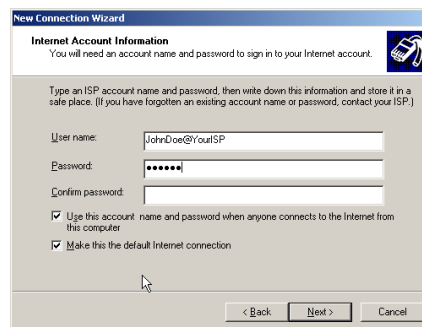 New Connection Wizard
Internet Account Information
You will need an account name and password to sign in to your Internet account.
Type an ISP account name and password, then write down this information and store it in a
safe place. (If you have forgotten an existing account name or password, contact your ISP.)
User name:
JohnDoe@YourISP
Password:
●●●●●●
Confirm password:
Use this account name and password when anyone connects to the Internet from
this computer
Make this the default Internet connection
< Back
Next >
Cancel